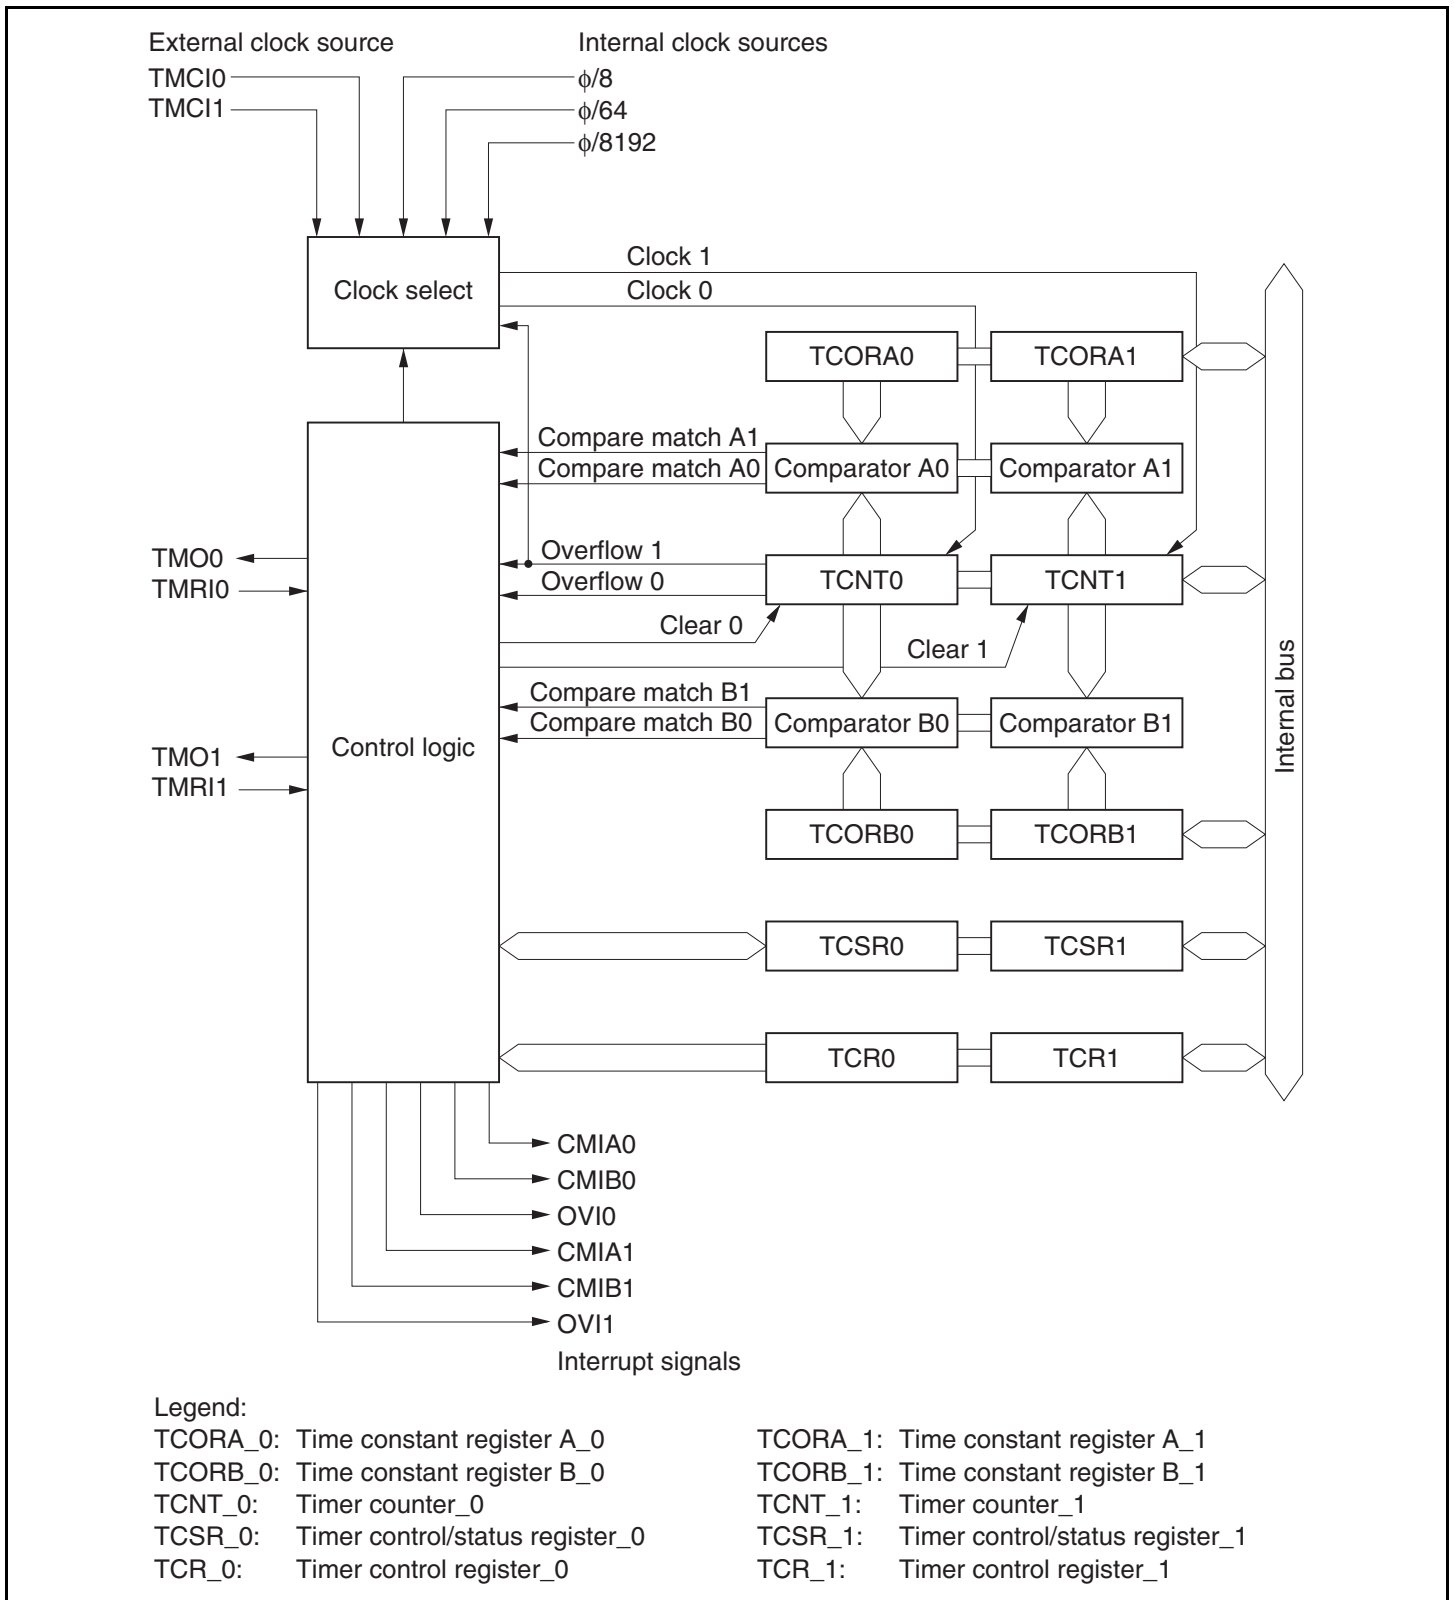 External clock source
Internal clock sources
TMCI0
TMCI1
ϕ/8
ϕ/64
ϕ/8192
Clock select
Clock 1
Clock 0
TCORA0
TCORA1
Compare match A1
Compare match A0
Comparator A0
Comparator A1
TMO0
TMRI0
Overflow 1
Overflow 0
TCNT0
TCNT1
Clear 0
Clear 1
Internal bus
Compare match B1
Compare match B0
Comparator B0
Comparator B1
Control logic
TMO1
TMRI1
TCORB0
TCORB1
TCSR0
TCSR1
TCR0
TCR1
CMIA0
CMIB0
OVI0
CMIA1
CMIB1
OVI1
Interrupt signals
Legend:
TCORA_0: Time constant register A_0
TCORB_0: Time constant register B_0
TCNT_0: Timer counter_0
TCSR_0: Timer control/status register_0
TCR_0: Timer control register_0
TCORA_1: Time constant register A_1
TCORB_1: Time constant register B_1
TCNT_1: Timer counter_1
TCSR_1: Timer control/status register_1
TCR_1: Timer control register_1